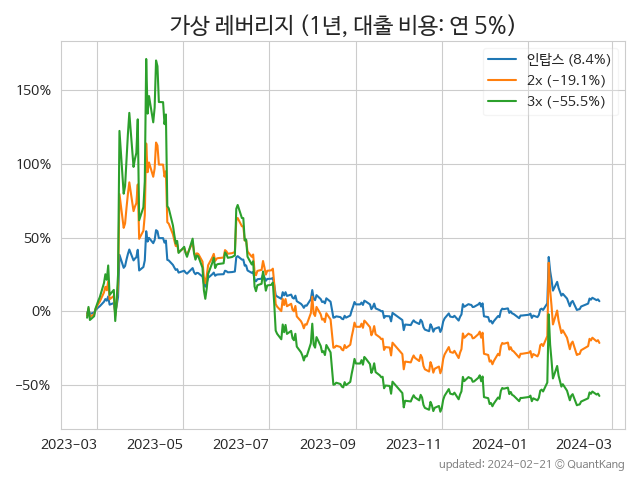 가상 레버리지 (1년, 대출 비용: 연 5%)
인탑스 (8.4%)
2x (−19.1%)
3x (−55.5%)
150%
100%
50%
0%
−50%
2023-03 2023-05 2023-07 2023-09 2023-11 2024-01 2024-03
updated: 2024-02-21 © QuantKang